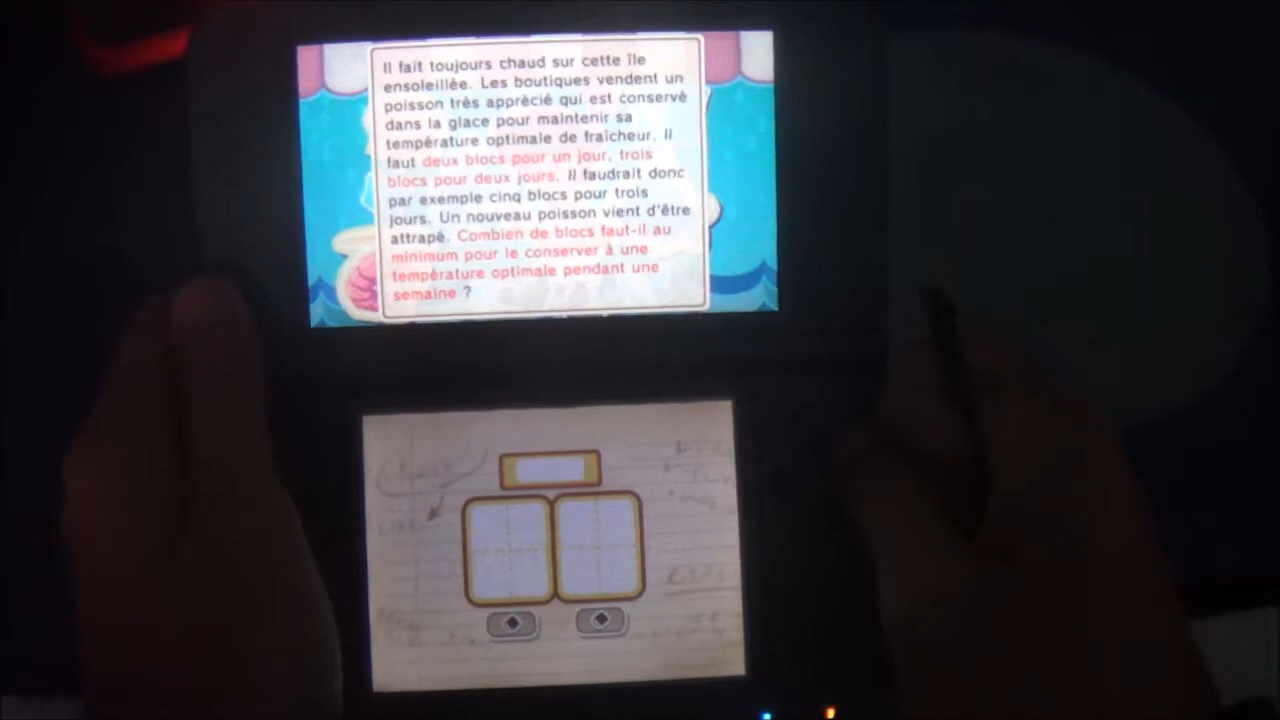 Il fait toujours chaud sur cette île
ensoleillée. Les boutiques vendent un
poisson très apprécié qui est conservé
dans la glace pour maintenir sa
température optimale de fraîcheur. Il
faut deux blocs pour un jour, trois
blocs pour deux jours. Il faudrait donc
par exemple cinq blocs pour trois
jours. Un nouveau poisson vient d'être
attrapé. Combien de blocs faut-il au
minimum pour le conserver à une
température optimale pendant une
semaine ?